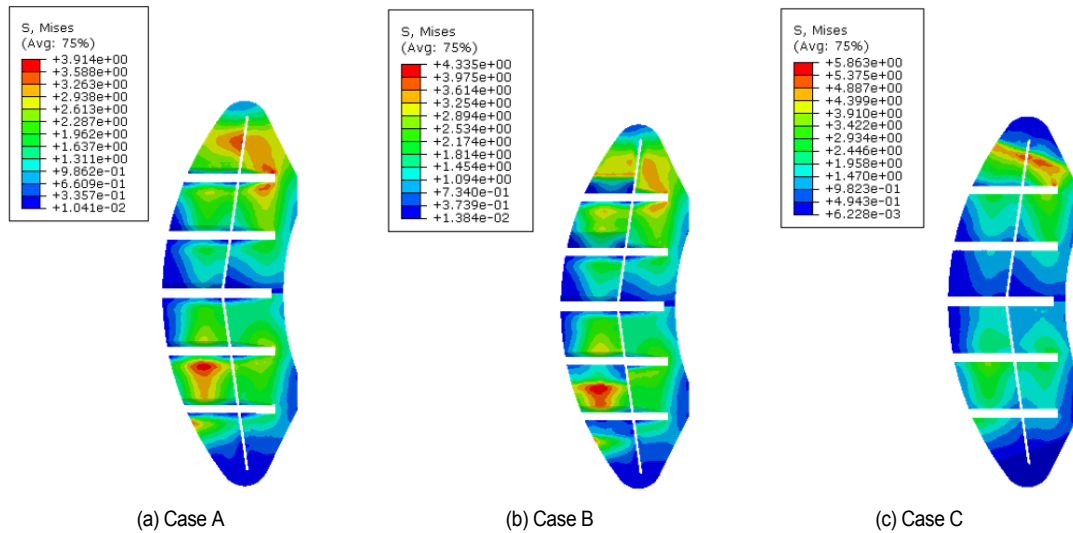 S, Mises
(Avg: 75%)
+3.914e+00
+3.588e+00
+3.263e+00
+2.938e+00
+2.613e+00
+2.287e+00
+1.962e+00
+1.637e+00
+1.311e+00
+9.862e-01
+6.609e-01
+3.357e-01
+1.041e-02
S, Mises
(Avg: 75%)
+4.335e+00
+3.975e+00
+3.614e+00
+3.254e+00
+2.894e+00
+2.534e+00
+2.174e+00
+1.814e+00
+1.454e+00
+1.094e+00
+7.340e-01
+3.739e-01
+1.384e-02
S, Mises
(Avg: 75%)
+5.863e+00
+5.375e+00
+4.887e+00
+4.399e+00
+3.910e+00
+3.422e+00
+2.934e+00
+2.446e+00
+1.958e+00
+1.470e+00
+9.823e-01
+4.943e-01
+6.228e-03
(a) Case A
(b) Case B
(c) Case C